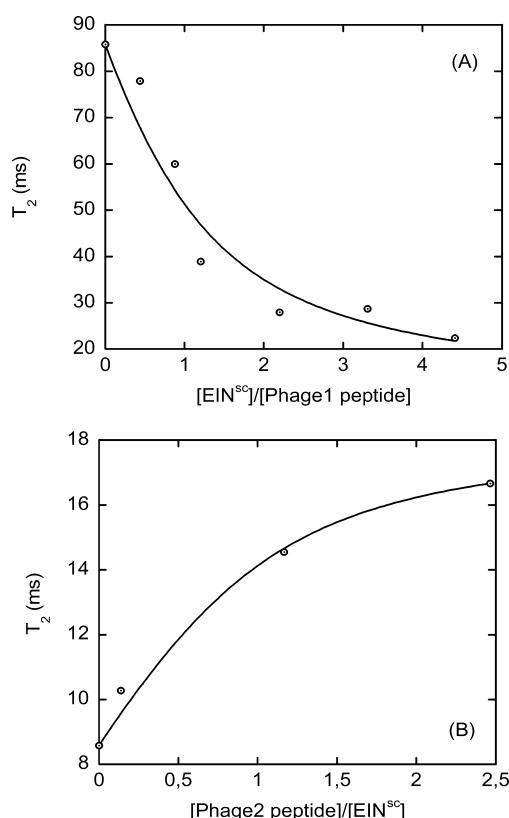 90
80
70
60
50
40
30
20
T2 (ms)
(A)
0 1 2 3 4 5
[EINsc]/[Phage1 peptide]
18
16
14
12
10
8
T2 (ms)
(B)
0 0,5 1 1,5 2 2,5
[Phage2 peptide]/[EINsc]